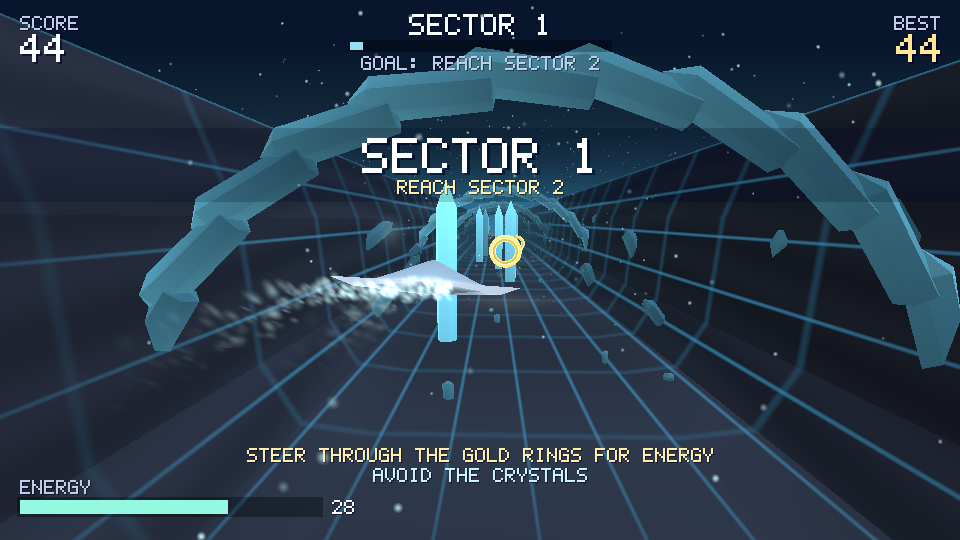 SCORE
44
SECTOR 1
GOAL: REACH SECTOR 2
BEST
44
SECTOR 1
REACH SECTOR 2
STEER THROUGH THE GOLD RINGS FOR ENERGY
AVOID THE CRYSTALS
ENERGY
28